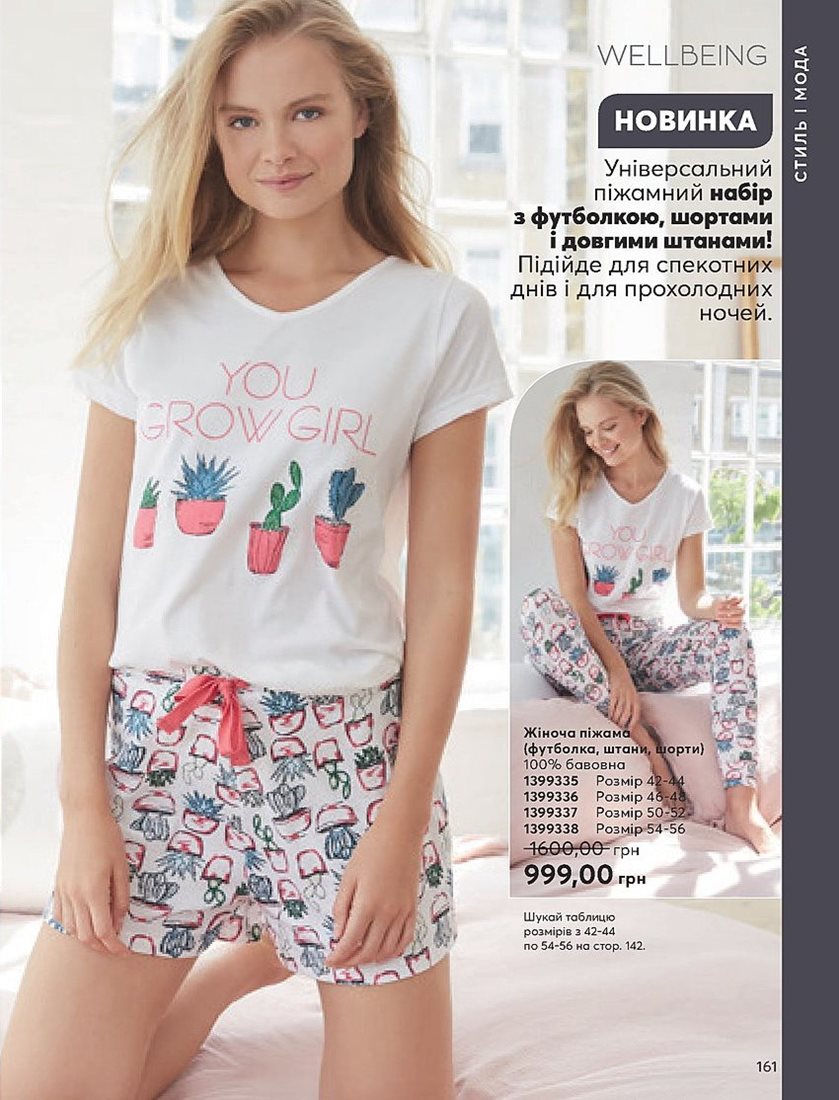 WELLBEING
НОВИНКА
Універсальний
піжамний набір
з футболкою, шортами
і довгими штанами!
Підійде для спекотних
днів і для прохолодних
ночей.
СТИЛЬ І МОДА
YOU
GROW GIRL
YOU
GROW GIRL
Жіноча піжама
(футболка, штани, шорти)
100% бавовна
1399335 Розмір 42-44
1399336 Розмір 46-48
1399337 Розмір 50-52
1399338 Розмір 54-56
1600,00 грн
999,00 грн
Шукай таблицю
розмірів з 42-44
по 54-56 на стор. 142.
161